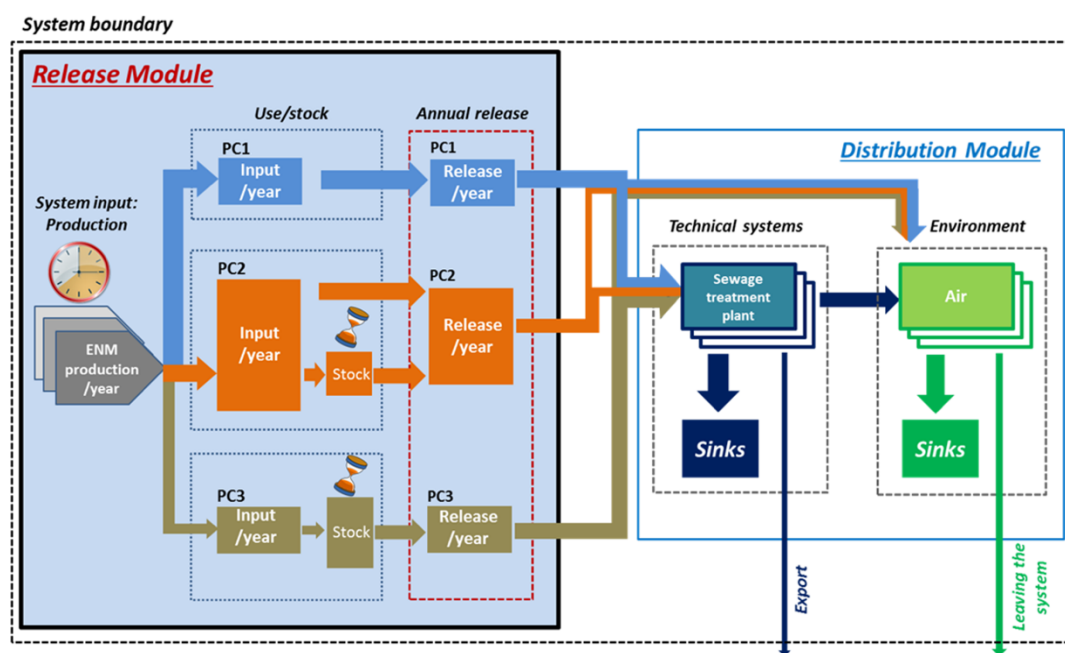 System boundary
Release Module
Use/stock
Annual release
PC1
Input
/year
PC1
Release
/year
System input:
Production
ENM
production
/year
PC2
Input
/year
Stock
PC2
Release
/year
PC3
Input
/year
Stock
PC3
Release
/year
Distribution Module
Technical systems
Environment
Sewage
treatment
plant
Air
Sinks
Sinks
Export
Leaving the
system